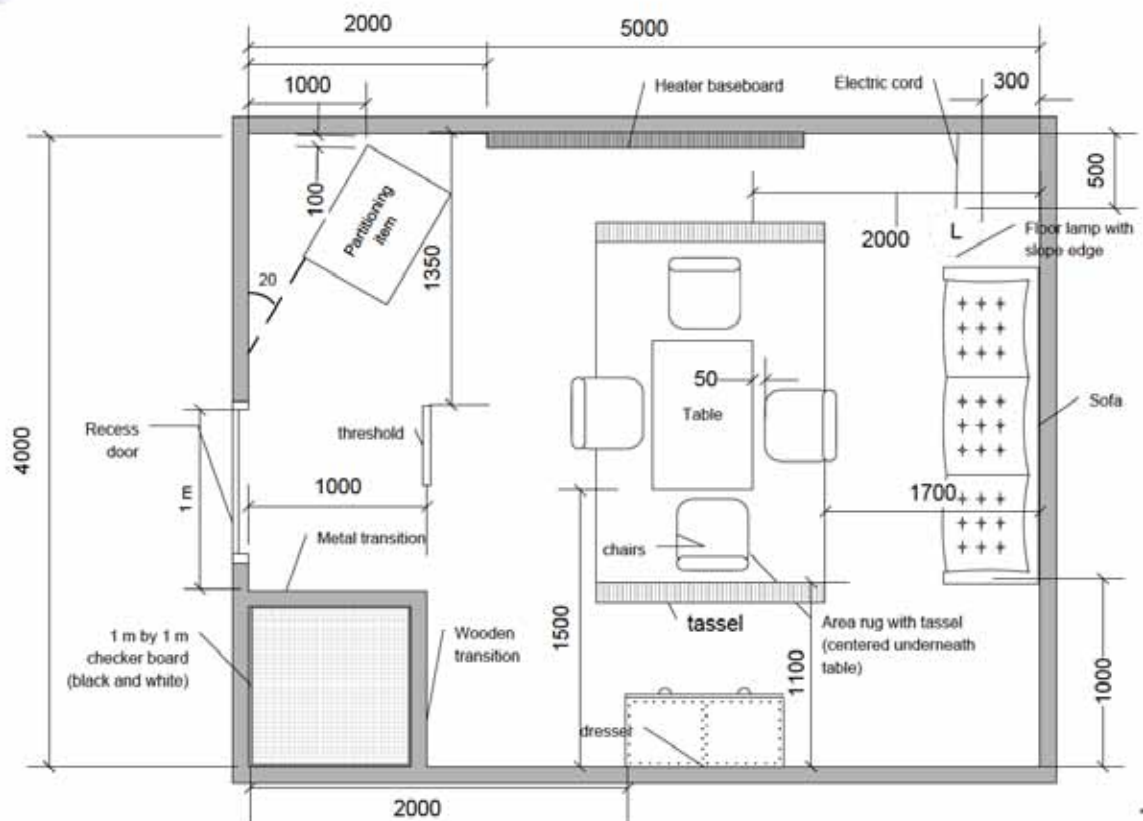 2000
5000
1000
Heater baseboard
Electric cord
300
100
Partitioning
item
1350
500
2000
L
Floor lamp with
slope edge
20
50
Table
Sofa
4000
Recess
door
threshold
1 m
1000
1700
Metal transition
chairs
1 m by 1 m
checker board
(black and white)
Wooden
transition
1500
tassel
1100
Area rug with tassel
(centered underneath
table)
1000
dresser
2000